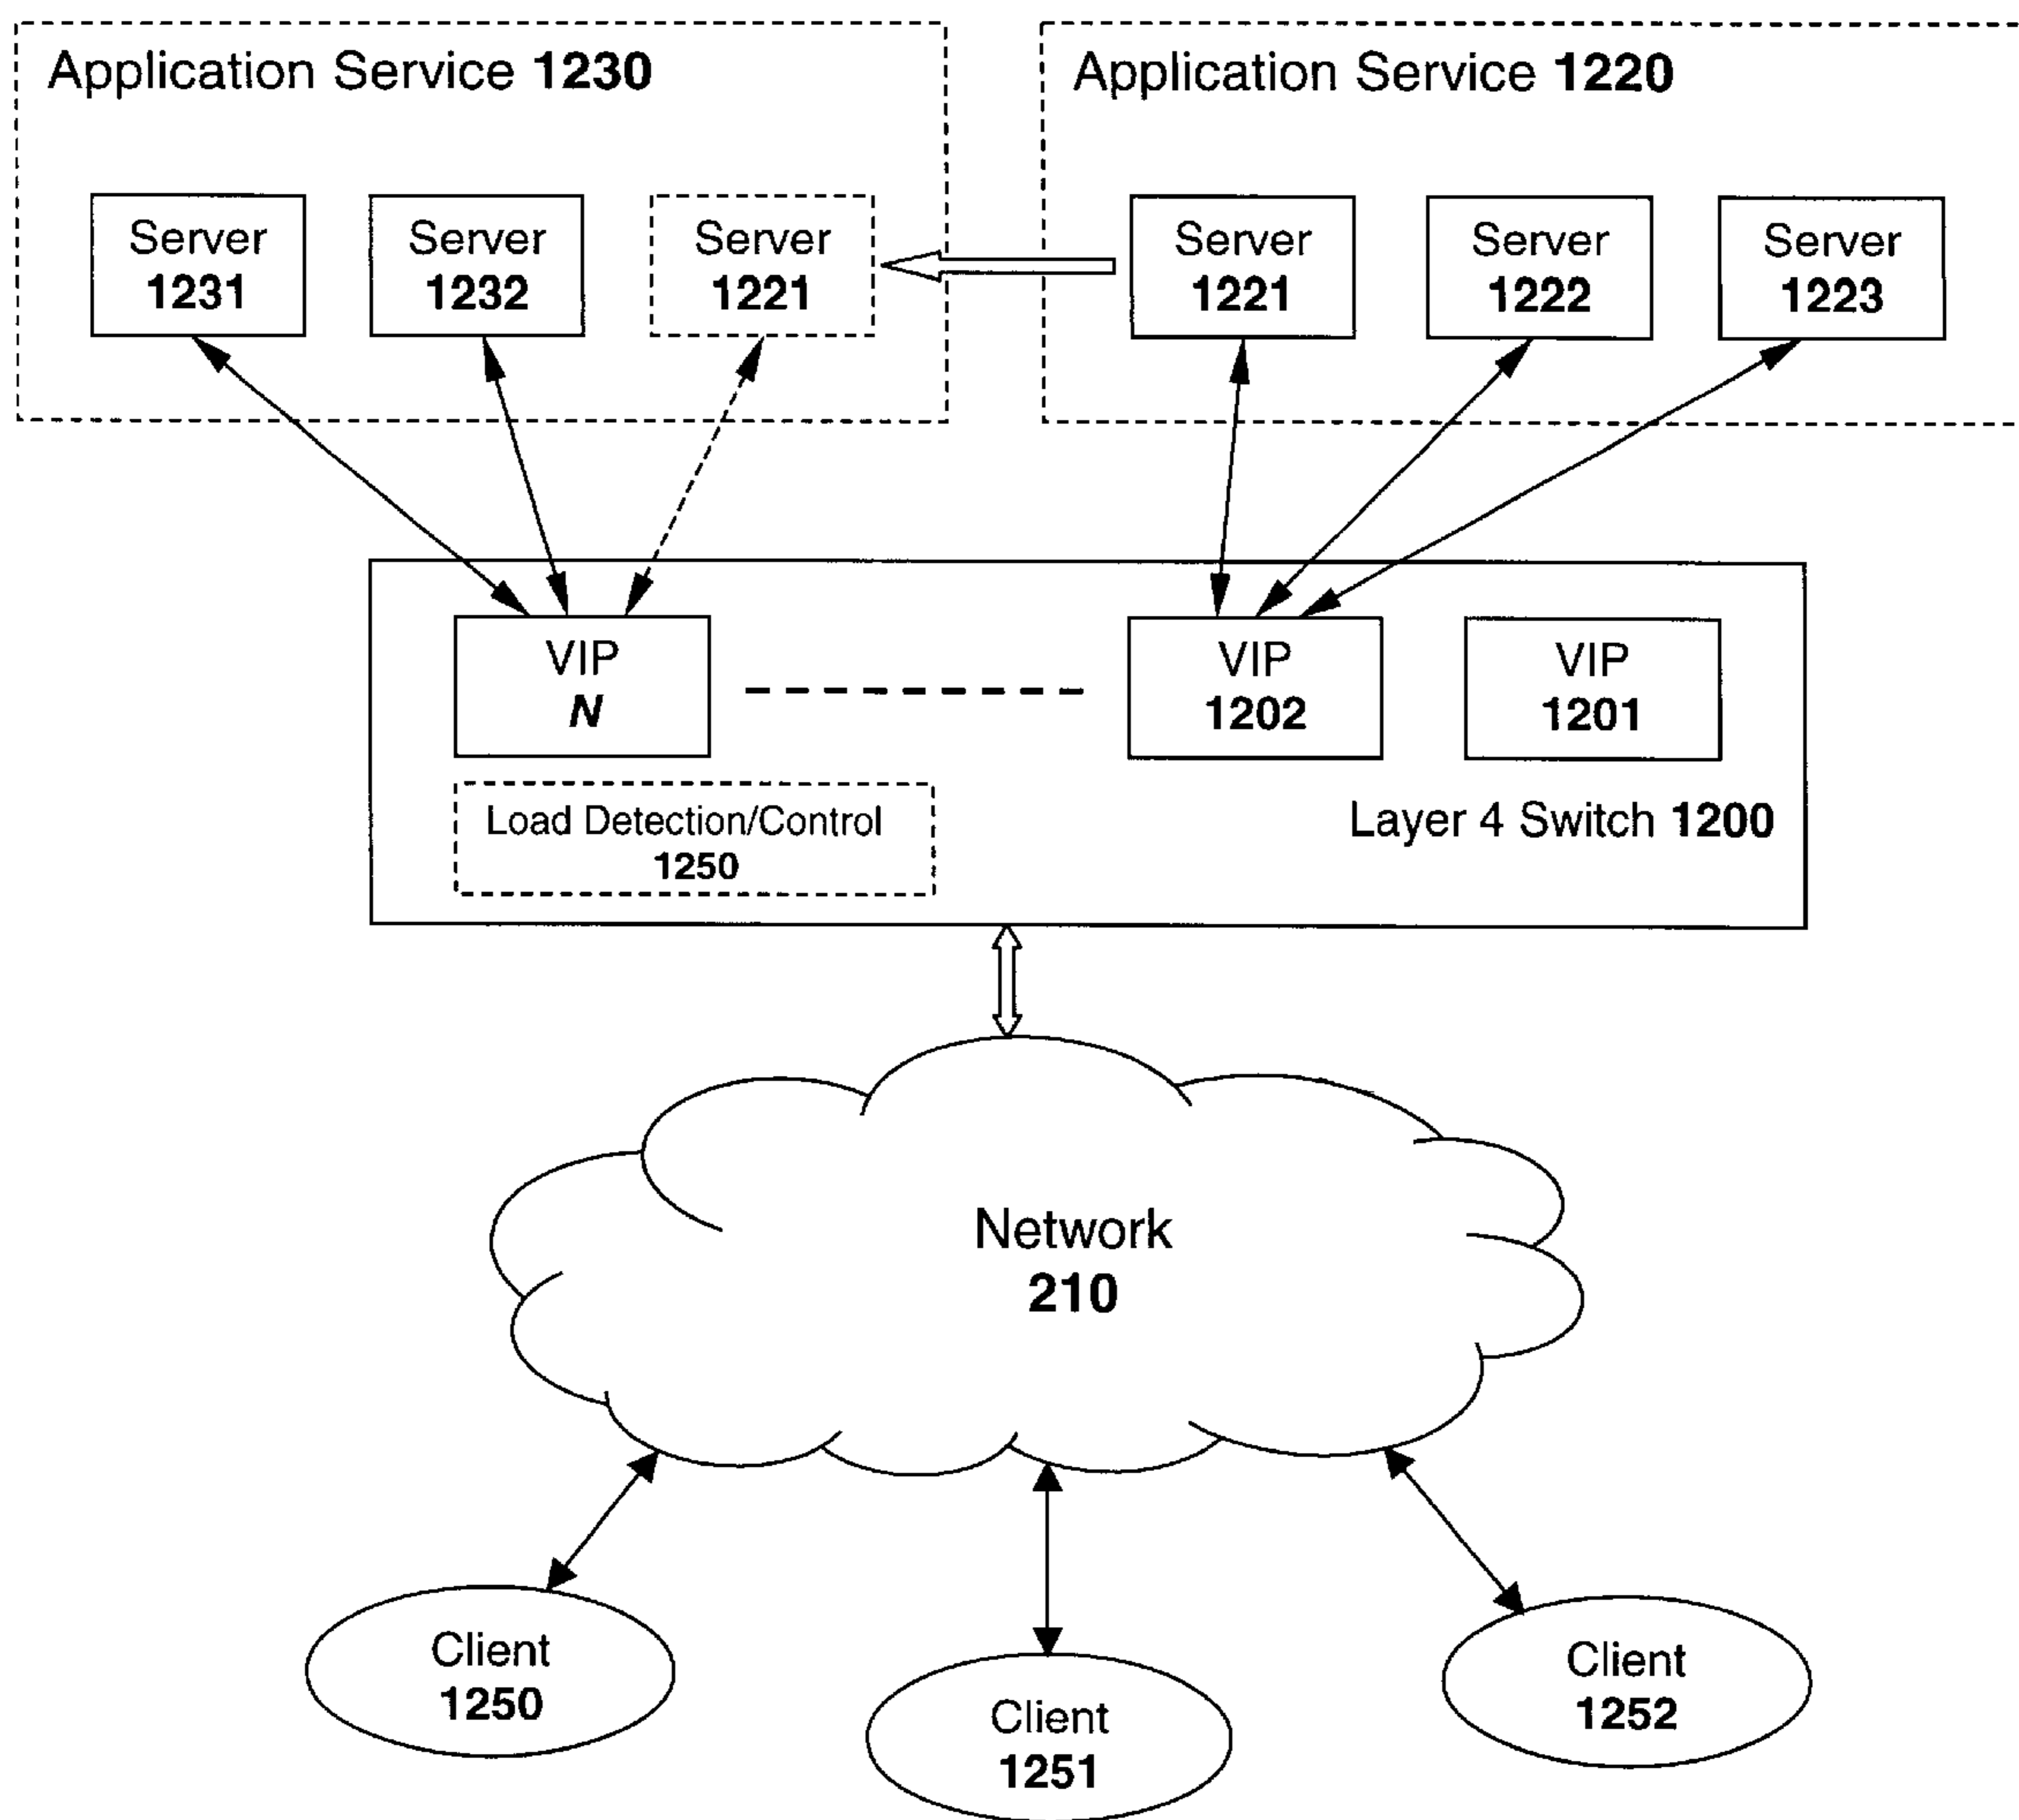 Application Service 1230
Application Service 1220
Server
1231
Server
1232
Server
1221
Server
1221
Server
1222
Server
1223
VIP
N
VIP
1202
VIP
1201
Load Detection/Control
1250
Layer 4 Switch 1200
Network
210
Client
1250
Client
1251
Client
1252